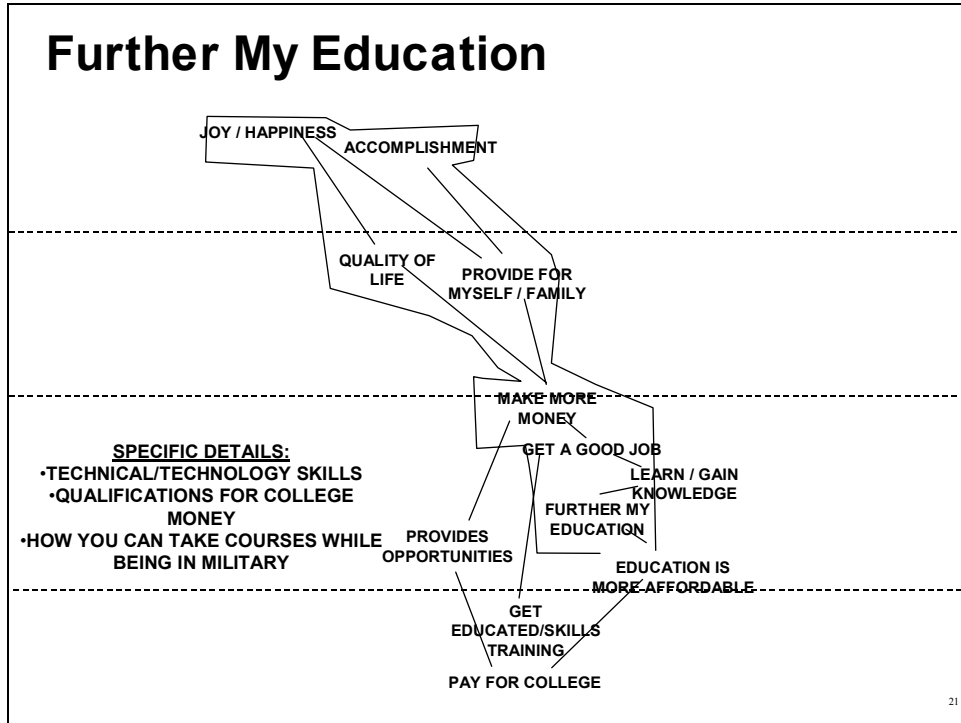 Further My Education
JOY / HAPPINESS
ACCOMPLISHMENT
QUALITY OF
LIFE
PROVIDE FOR
MYSELF / FAMILY
MAKE MORE
MONEY
GET A GOOD JOB
LEARN / GAIN
KNOWLEDGE
FURTHER MY
EDUCATION
SPECIFIC DETAILS:
•TECHNICAL/TECHNOLOGY SKILLS
•QUALIFICATIONS FOR COLLEGE
MONEY
•HOW YOU CAN TAKE COURSES WHILE
BEING IN MILITARY
PROVIDES
OPPORTUNITIES
EDUCATION IS
MORE AFFORDABLE
GET
EDUCATED/SKILLS
TRAINING
PAY FOR COLLEGE
21